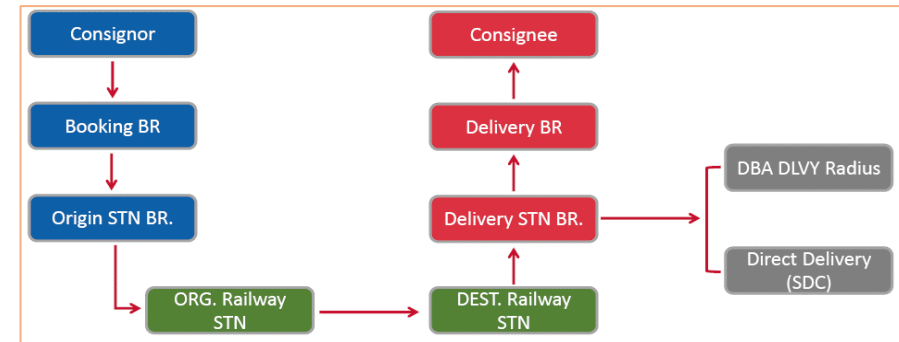 Consignor
Booking BR
Origin STN BR.
ORG. Railway
STN
Consignee
Delivery BR
Delivery STN BR.
DEST. Railway
STN
DBA DLVY Radius
Direct Delivery
(SDC)